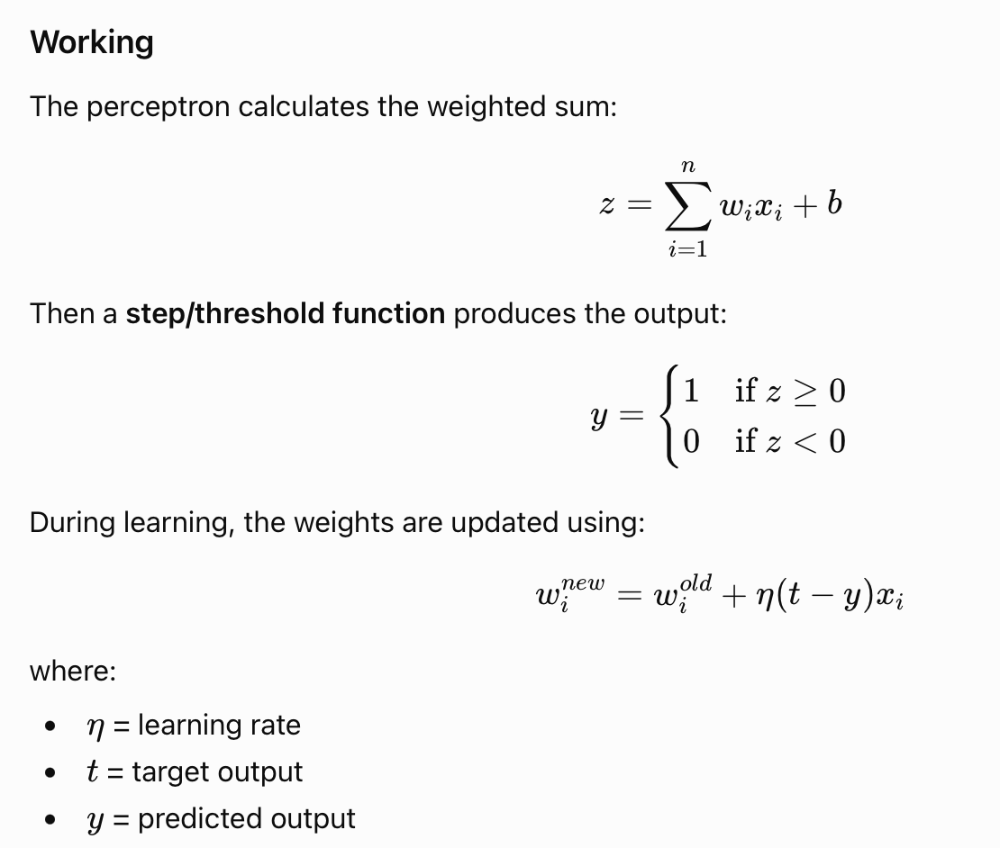 Working
The perceptron calculates the weighted sum:
$$z = \sum_{i=1}^{n} w_i x_i + b$$
Then a step/threshold function produces the output:
$$y = \begin{cases} 1 & \text{if } z \geq 0 \\ 0 & \text{if } z < 0 \end{cases}$$
During learning, the weights are updated using:
$$w_i^{new} = w_i^{old} + \eta(t - y)x_i$$
where:
• η = learning rate
• t = target output
• y = predicted output